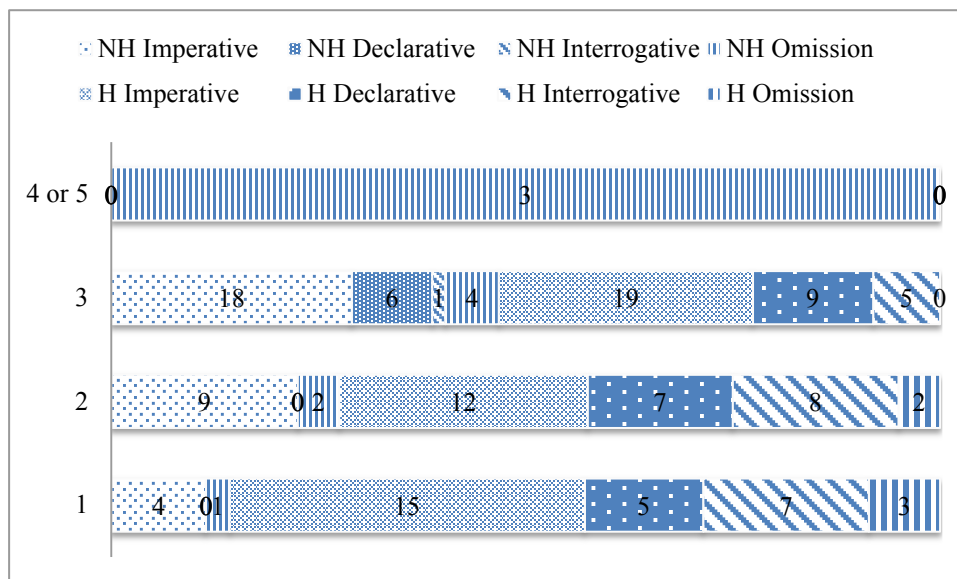 NH Imperative NH Declarative NH Interrogative NH Omission
H Imperative H Declarative H Interrogative H Omission
4 or 5 0 3 0
3 18 6 1 4 19 9 5 0
2 9 0 2 12 7 8 2
1 4 0 1 15 5 7 3